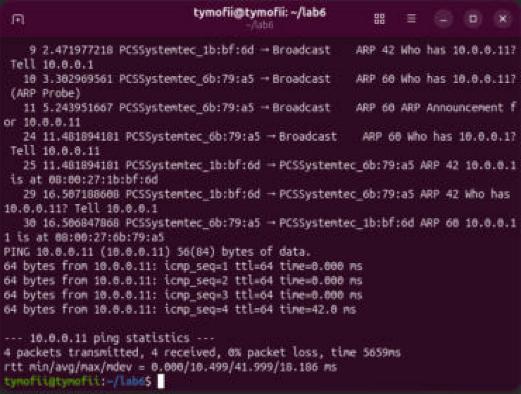 tymofii@tymofii: ~/lab6
~/lab6
9 2.471977218 PCSSystemtec_1b:bf:6d → Broadcast    ARP 42 Who has 10.0.0.11?
Tell 10.0.0.1
10 3.302969561 PCSSystemtec_6b:79:a5 → Broadcast    ARP 60 Who has 10.0.0.11?
(ARP Probe)
11 5.243951667 PCSSystemtec_6b:79:a5 → Broadcast    ARP 60 ARP Announcement f
or 10.0.0.11
24 11.481894181 PCSSystemtec_6b:79:a5 → Broadcast    ARP 60 Who has 10.0.0.1?
Tell 10.0.0.11
25 11.481894181 PCSSystemtec_1b:bf:6d → PCSSystemtec_6b:79:a5 ARP 42 10.0.0.1
is at 08:00:27:1b:bf:6d
29 16.507188608 PCSSystemtec_1b:bf:6d → PCSSystemtec_6b:79:a5 ARP 42 Who has
10.0.0.11? Tell 10.0.0.1
30 16.506847868 PCSSystemtec_6b:79:a5 → PCSSystemtec_1b:bf:6d ARP 60 10.0.0.1
1 is at 08:00:27:6b:79:a5
PING 10.0.0.11 (10.0.0.11) 56(84) bytes of data.
64 bytes from 10.0.0.11: icmp_seq=1 ttl=64 time=0.000 ms
64 bytes from 10.0.0.11: icmp_seq=2 ttl=64 time=0.000 ms
64 bytes from 10.0.0.11: icmp_seq=3 ttl=64 time=0.000 ms
64 bytes from 10.0.0.11: icmp_seq=4 ttl=64 time=42.0 ms
--- 10.0.0.11 ping statistics ---
4 packets transmitted, 4 received, 0% packet loss, time 5659ms
rtt min/avg/max/mdev = 0.000/10.499/41.999/18.186 ms
tymofii@tymofii:~/lab6$